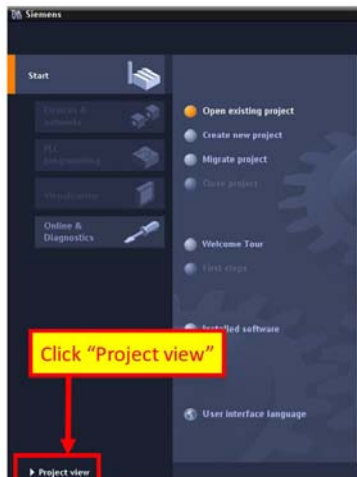 Siemens
Start
Devices & networks
PLC programming
Visualization
Online & Diagnostics
Open existing project
Create new project
Migrate project
Close project
Welcome Tour
First steps
Installed software
User interface language
Click “Project view”
Project view